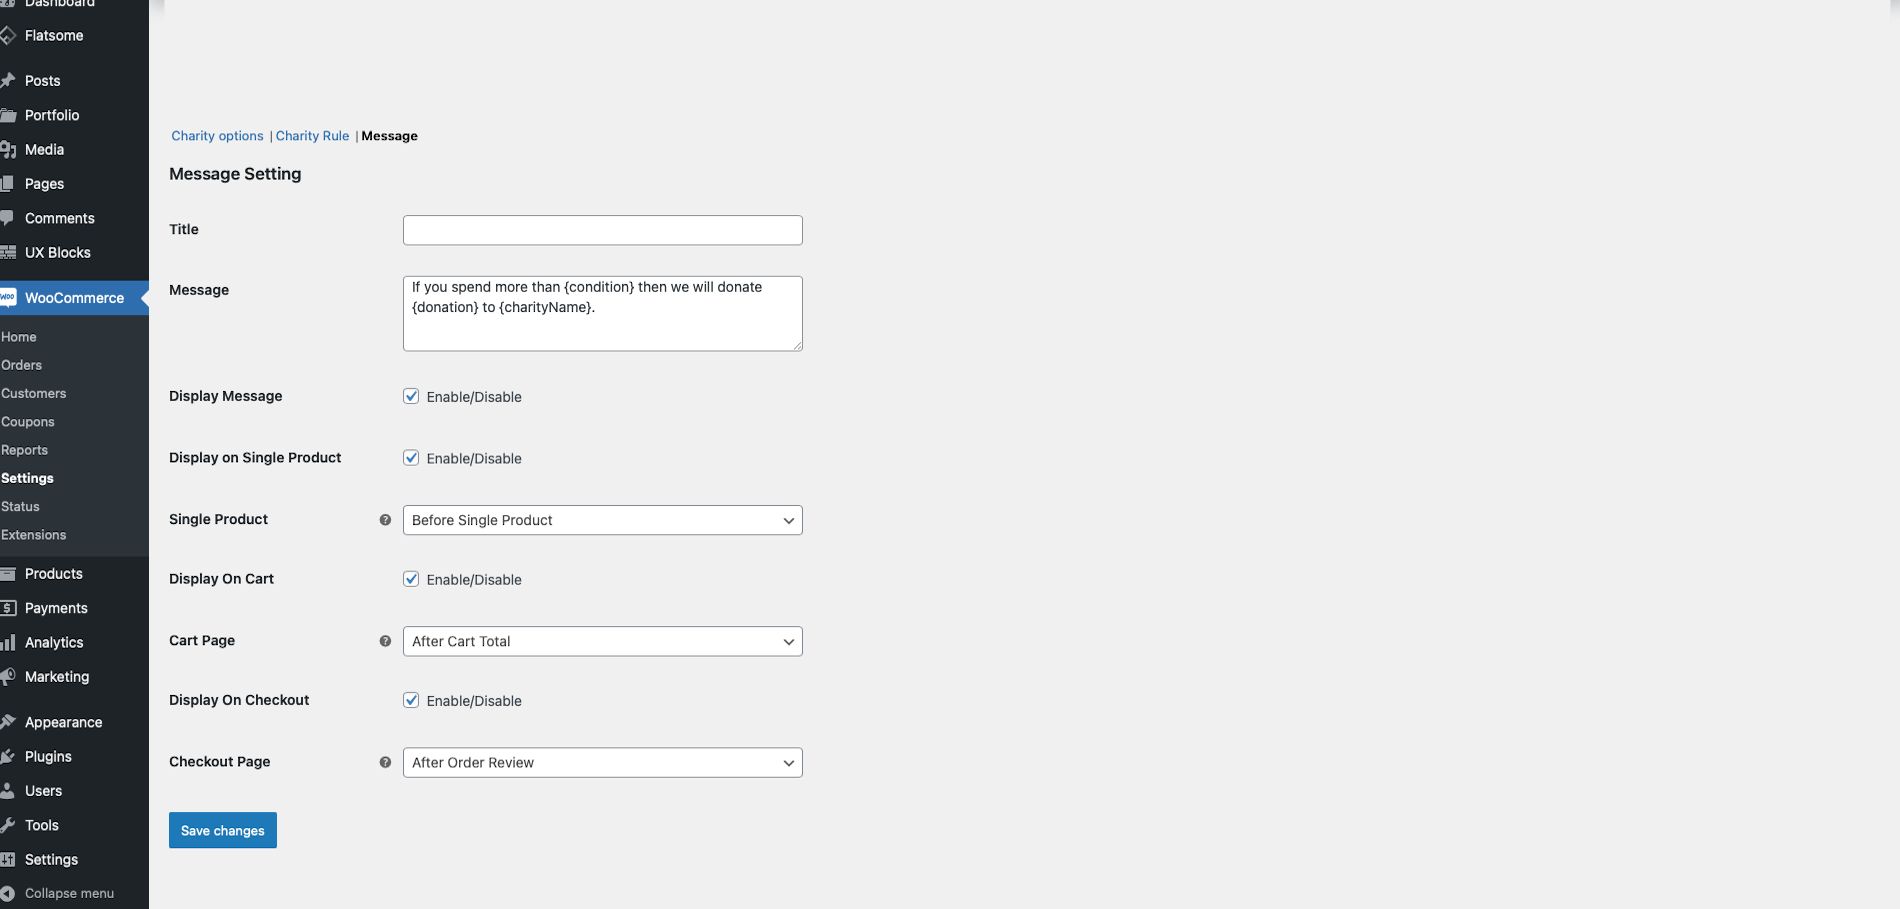 Dashboard
Flatsome
Posts
Portfolio
Media
Pages
Comments
UX Blocks
WooCommerce
Home
Orders
Customers
Coupons
Reports
Settings
Status
Extensions
Products
Payments
Analytics
Marketing
Appearance
Plugins
Users
Tools
Settings
Collapse menu
Charity options | Charity Rule | Message
Message Setting
Title
Message
If you spend more than {condition} then we will donate
{donation} to {charityName}.
Display Message
Enable/Disable
Display on Single Product
Enable/Disable
Single Product
Before Single Product
Display On Cart
Enable/Disable
Cart Page
After Cart Total
Display On Checkout
Enable/Disable
Checkout Page
After Order Review
Save changes